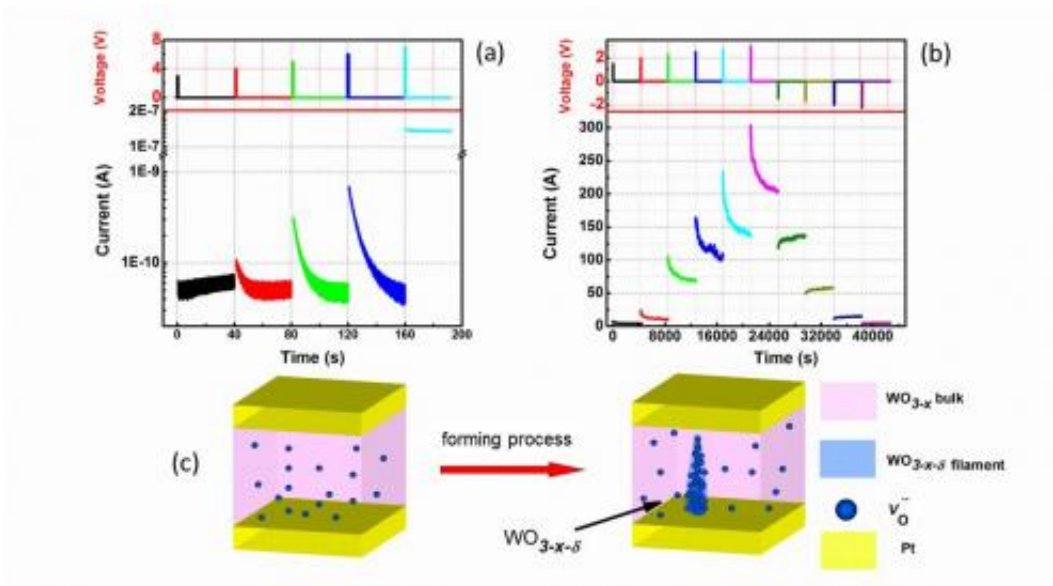 (a)
Voltage (V)
8
4
0
2E-7
1E-7
1E-9
1E-10
Current (A)
0 40 80 120 160 200
Time (s)
(b)
Voltage (V)
2
0
-2
300
250
200
150
100
50
0
Current (A)
0 8000 16000 24000 32000 40000
Time (s)
(c)
forming process
WO3-x-δ
WO3-x bulk
WO3-x-δ filament
VO¨
Pt